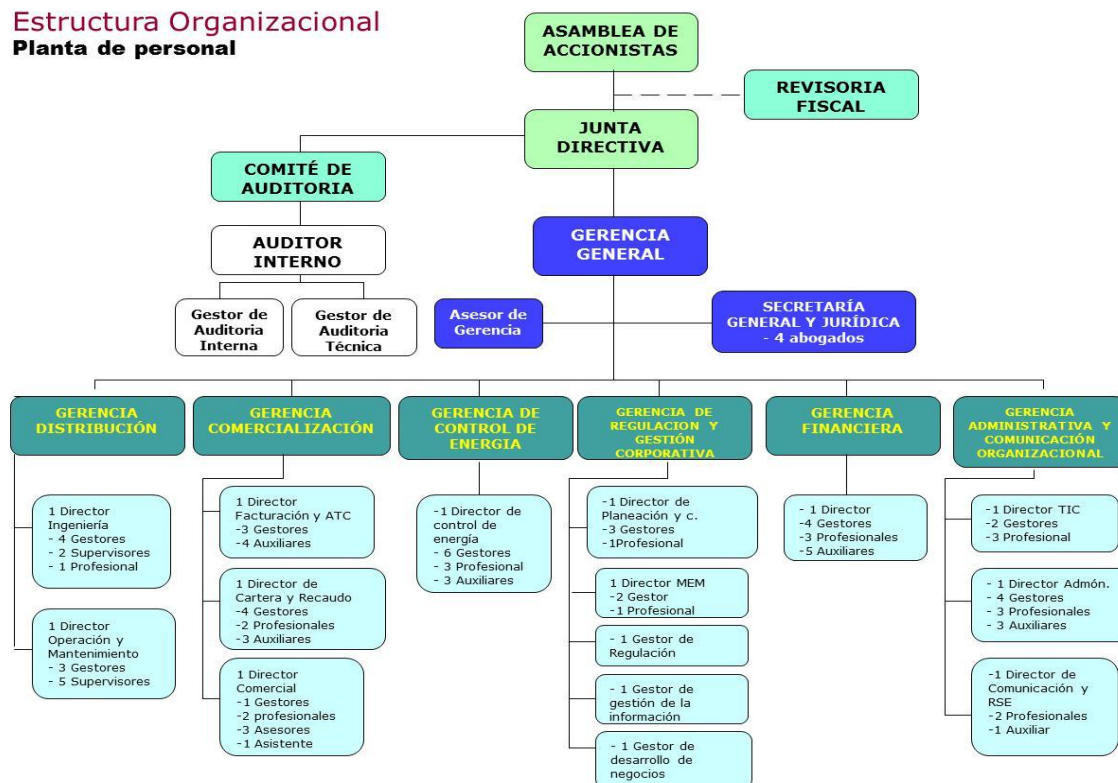 Estructura Organizacional
Planta de personal
ASAMBLEA DE
ACCIONISTAS
REVISORIA
FISCAL
JUNTA
DIRECTIVA
COMITÉ DE
AUDITORIA
AUDITOR
INTERNO
GERENCIA
GENERAL
Gestor de
Auditoria
Interna
Gestor de
Auditoria
Técnica
Asesor de
Gerencia
SECRETARÍA
GENERAL Y JURÍDICA
- 4 abogados
GERENCIA
DISTRIBUCIÓN
GERENCIA
COMERCIALIZACIÓN
GERENCIA DE
CONTROL DE
ENERGIA
GERENCIA DE
REGULACION Y
GESTIÓN
CORPORATIVA
GERENCIA
FINANCIERA
GERENCIA
ADMINISTRATIVA Y
COMUNICACIÓN
ORGANIZACIONAL
1 Director
Ingeniería
- 4 Gestores
- 2 Supervisores
- 1 Profesional
1 Director
Operación y
Mantenimiento
- 3 Gestores
- 5 Supervisores
1 Director
Facturación y ATC
-3 Gestores
-4 Auxiliares
1 Director de
Cartera y Recaudo
-4 Gestores
-2 Profesionales
-3 Auxiliares
1 Director
Comercial
-1 Gestores
-2 profesionales
-3 Asesores
-1 Asistente
-1 Director de
control de
energía
- 6 Gestores
- 3 Profesional
- 3 Auxiliares
-1 Director de
Planeación y c.
-3 Gestores
-1Profesional
1 Director MEM
-2 Gestor
-1 Profesional
- 1 Gestor de
Regulación
- 1 Gestor de
gestión de la
información
- 1 Gestor de
desarrollo de
negocios
- 1 Director
-4 Gestores
-3 Profesionales
-5 Auxiliares
-1 Director TIC
-2 Gestores
-3 Profesional
- 1 Director Admón.
- 4 Gestores
- 3 Profesionales
- 3 Auxiliares
-1 Director de
Comunicación y
RSE
-2 Profesionales
-1 Auxiliar